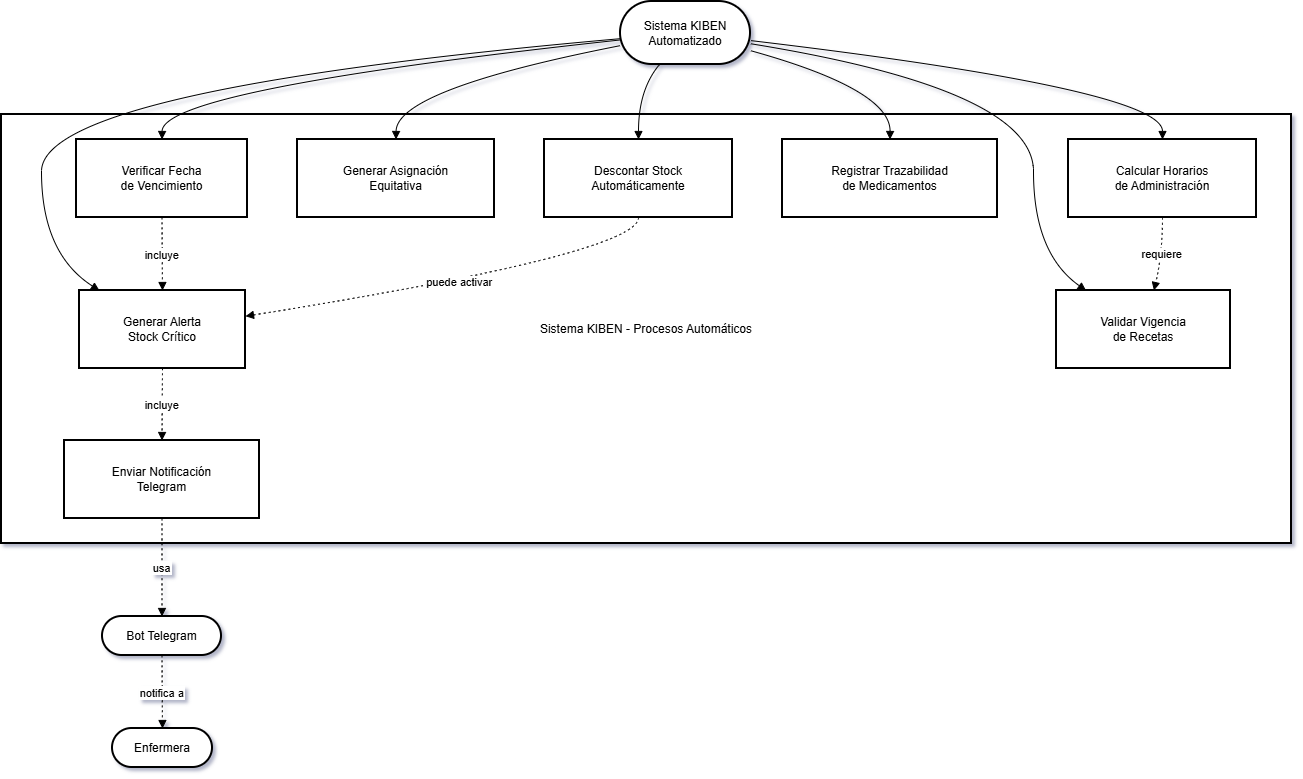 Sistema KIBEN
Automatizado
Verificar Fecha
de Vencimiento
Generar Asignación
Equitativa
Descontar Stock
Automáticamente
Registrar Trazabilidad
de Medicamentos
Calcular Horarios
de Administración
incluye
requiere
puede activar
Generar Alerta
Stock Crítico
Sistema KIBEN - Procesos Automáticos
Validar Vigencia
de Recetas
incluye
Enviar Notificación
Telegram
usa
Bot Telegram
notifica a
Enfermera